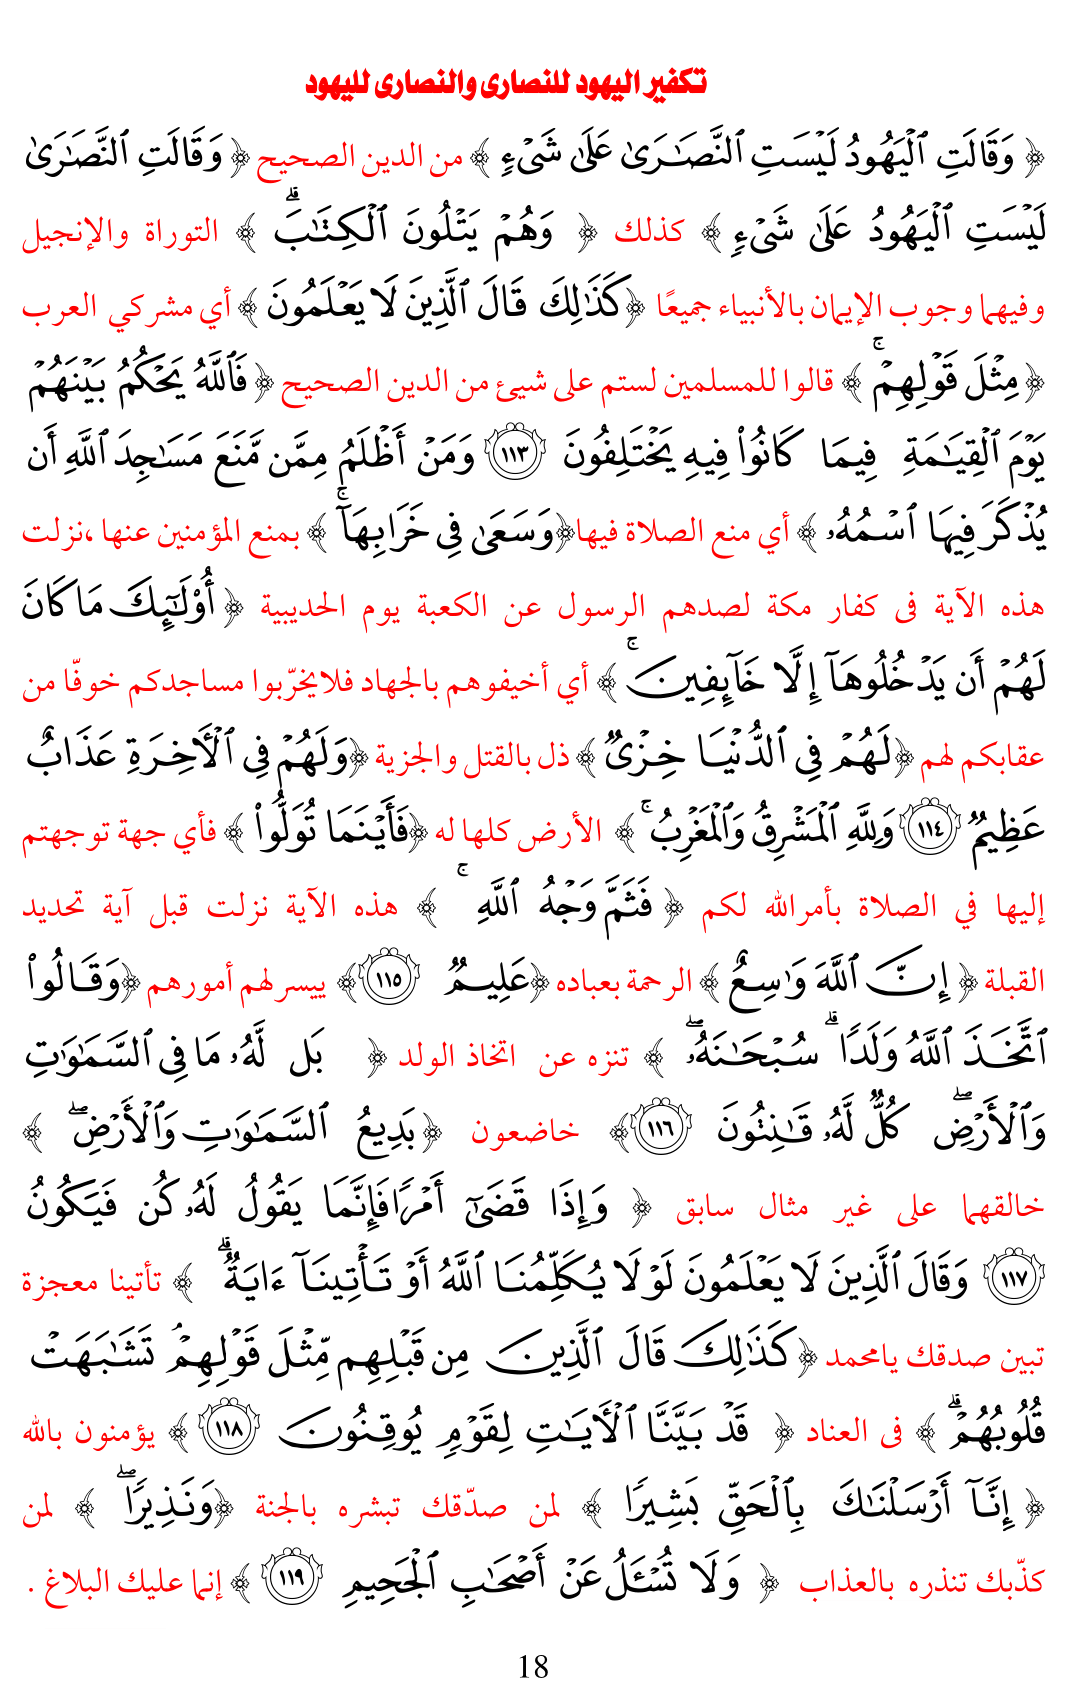 تكفير اليهود للنصارى والنصارى لليهود
﴿ وَقَالَتِ ٱلْيَهُودُ لَيْسَتِ ٱلنَّصَٰرَىٰ عَلَىٰ شَىْءٍ ﴾ من الدين الصحيح ﴿ وَقَالَتِ ٱلنَّصَٰرَىٰ
لَيْسَتِ ٱلْيَهُودُ عَلَىٰ شَىْءٍ ﴾ كذلك ﴿ وَهُمْ يَتْلُونَ ٱلْكِتَٰبَ ۗ ﴾ التوراة والإنجيل
وفيهما وجوب الإيمان بالأنبياء جميعًا ﴿كَذَٰلِكَ قَالَ ٱلَّذِينَ لَا يَعْلَمُونَ ﴾ أي مشركي العرب
﴿ مِثْلَ قَوْلِهِمْ ۚ ﴾ قالوا للمسلمين لستم على شيئ من الدين الصحيح ﴿ فَٱللَّهُ يَحْكُمُ بَيْنَهُمْ
يَوْمَ ٱلْقِيَٰمَةِ فِيمَا كَانُوا۟ فِيهِ يَخْتَلِفُونَ ١١٣ وَمَنْ أَظْلَمُ مِمَّن مَّنَعَ مَسَٰجِدَ ٱللَّهِ أَن
يُذْكَرَ فِيهَا ٱسْمُهُۥ ﴾ أي منع الصلاة فيها﴿وَسَعَىٰ فِى خَرَابِهَآ ۚ ﴾ بمنع المؤمنين عنها ،نزلت
هذه الآية فى كفار مكة لصدهم الرسول عن الكعبة يوم الحديبية ﴿ أُو۟لَٰٓئِكَ مَا كَانَ
لَهُمْ أَن يَدْخُلُوهَآ إِلَّا خَآئِفِينَ ۚ ﴾ أي أخيفوهم بالجهاد فلايخرّبوا مساجدكم خوفّا من
عقابكم لهم ﴿لَهُمْ فِى ٱلدُّنْيَا خِزْىٌ ﴾ ذل بالقتل والجزية ﴿وَلَهُمْ فِى ٱلْءَاخِرَةِ عَذَابٌ
عَظِيمٌ ١١٤ وَلِلَّهِ ٱلْمَشْرِقُ وَٱلْمَغْرِبُ ۚ ﴾ الأرض كلها له ﴿فَأَيْنَمَا تُوَلُّوا۟ ﴾ فأي جهة توجهتم
إليها في الصلاة بأمرالله لكم ﴿ فَثَمَّ وَجْهُ ٱللَّهِ ۚ ﴾ هذه الآية نزلت قبل آية تحديد
القبلة ﴿ إِنَّ ٱللَّهَ وَٰسِعٌ ﴾ الرحمة بعباده ﴿عَلِيمٌ ١١٥﴾ ييسر لهم أمورهم ﴿وَقَالُوا۟
ٱتَّخَذَ ٱللَّهُ وَلَدًا ۗ سُبْحَٰنَهُۥ ۖ ﴾ تنزه عن اتخاذ الولد ﴿ بَل لَّهُۥ مَا فِى ٱلسَّمَٰوَٰتِ
وَٱلْأَرْضِ ۖ كُلٌّ لَّهُۥ قَٰنِتُونَ ١١٦﴾ خاضعون ﴿بَدِيعُ ٱلسَّمَٰوَٰتِ وَٱلْأَرْضِ ۖ ﴾
خالقهما على غير مثال سابق ﴿ وَإِذَا قَضَىٰٓ أَمْرًا فَإِنَّمَا يَقُولُ لَهُۥ كُن فَيَكُونُ
١١٧ وَقَالَ ٱلَّذِينَ لَا يَعْلَمُونَ لَوْلَا يُكَلِّمُنَا ٱللَّهُ أَوْ تَأْتِينَآ ءَايَةٌ ۗ ﴾ تأتينا معجزة
تبين صدقك يامحمد ﴿ كَذَٰلِكَ قَالَ ٱلَّذِينَ مِن قَبْلِهِم مِّثْلَ قَوْلِهِمْ ۘ تَشَٰبَهَتْ
قُلُوبُهُمْ ۗ ﴾ فى العناد ﴿ قَدْ بَيَّنَّا ٱلْءَايَٰتِ لِقَوْمٍ يُوقِنُونَ ١١٨ ﴾ يؤمنون بالله
﴿ إِنَّآ أَرْسَلْنَٰكَ بِٱلْحَقِّ بَشِيرًا ﴾ لمن صدّقك تبشره بالجنة ﴿وَنَذِيرًا ۖ ﴾ لمن
كذّبك تنذره بالعذاب ﴿ وَلَا تُسْـَٔلُ عَنْ أَصْحَٰبِ ٱلْجَحِيمِ ١١٩ ﴾ إنما عليك البلاغ .
18